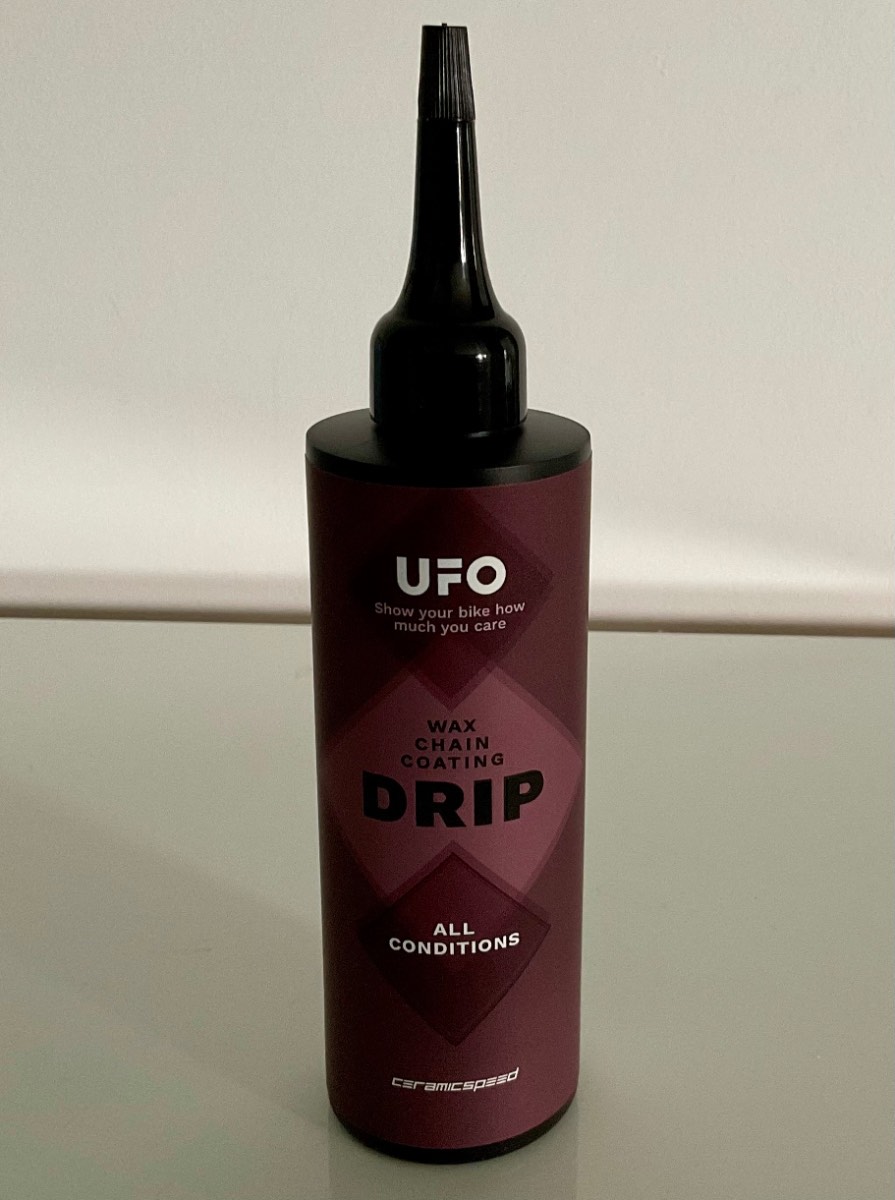 UFO
Show your bike how
much you care
WAX
CHAIN
COATING
DRIP
ALL
CONDITIONS
ceramicspeed